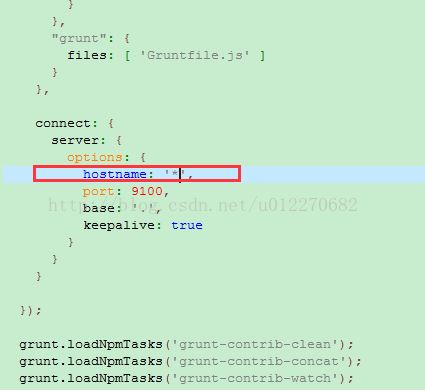 }
},
"grunt": {
files: [ 'Gruntfile.js' ]
}
},
connect: {
server: {
options: {
hostname: '*',
port: 9100,
base: '.',
keepalive: true
}
}
}
});
grunt.loadNpmTasks('grunt-contrib-clean');
grunt.loadNpmTasks('grunt-contrib-concat');
grunt.loadNpmTasks('grunt-contrib-watch');
http://blog.csdn.net/u012270682